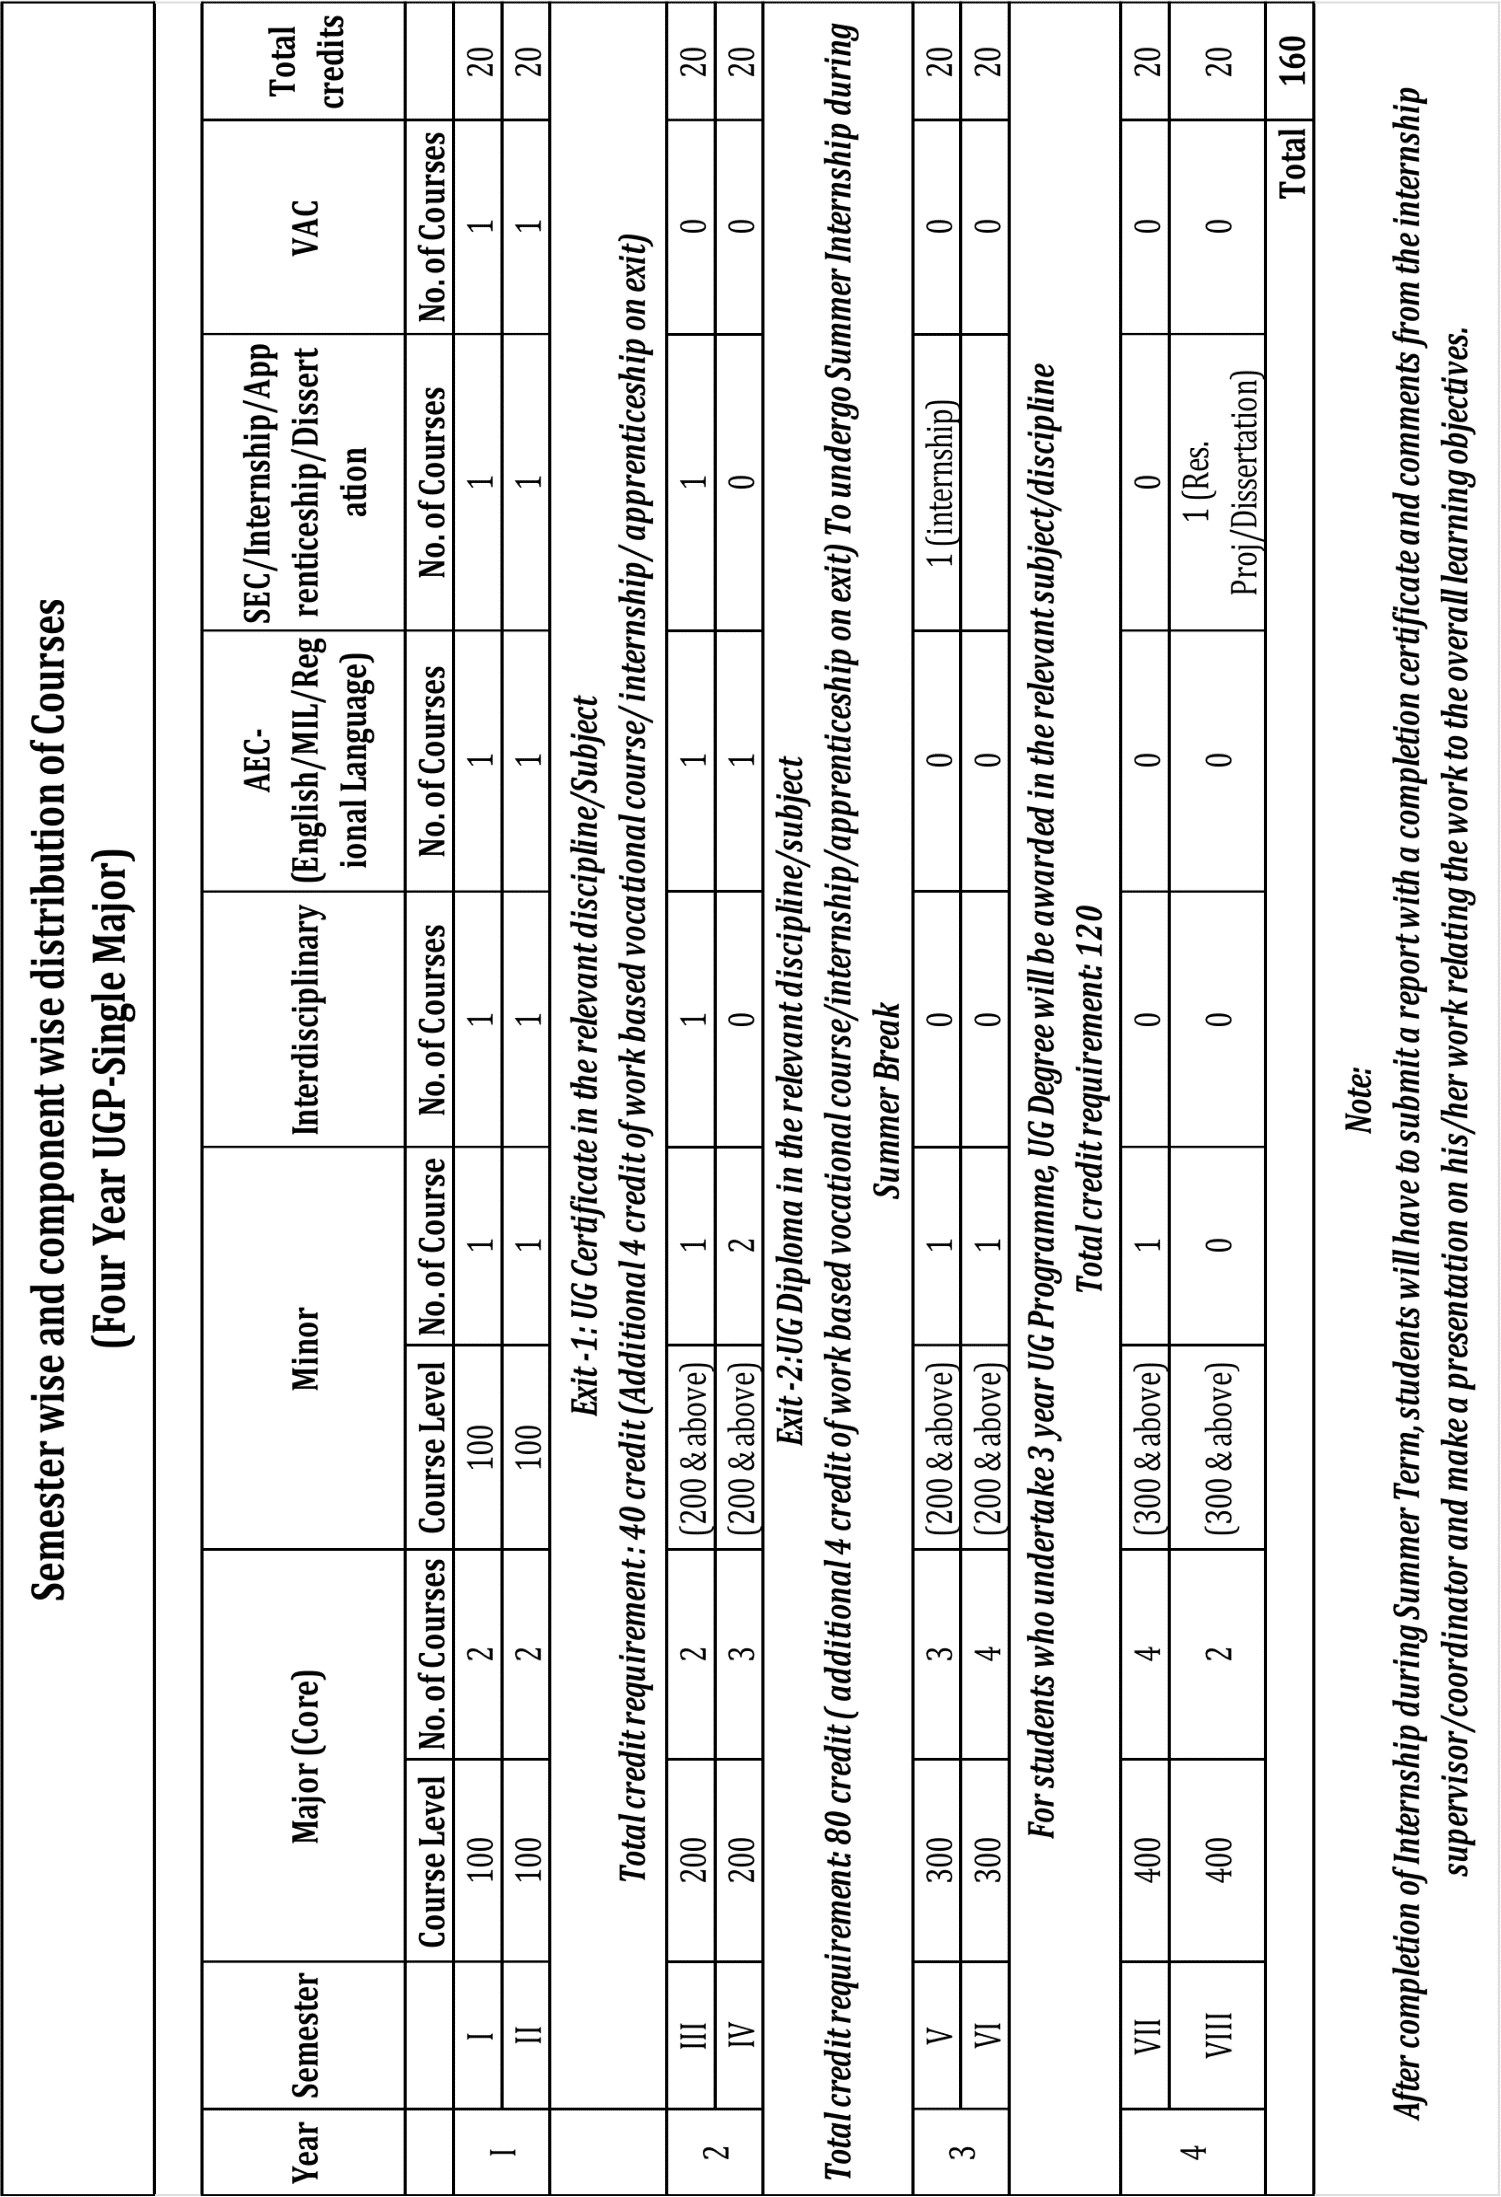 Semester wise and component wise distribution of Courses
(Four Year UGP-Single Major)
Year Semester Major (Core) Minor Interdisciplinary AEC-(English/MIL/Regional Language) SEC/Internship/Apprenticeship/Dissertation VAC Total credits
Course Level No. of Courses Course Level No. of Course No. of Courses No. of Courses No. of Courses No. of Courses
I I 100 2 100 1 1 1 1 1 20
II 100 2 100 1 1 1 1 1 20
Exit -1: UG Certificate in the relevant discipline/Subject
Total credit requirement: 40 credit (Additional 4 credit of work based vocational course/ internship/ apprenticeship on exit)
2 III 200 2 (200 & above) 1 1 1 1 0 20
IV 200 3 (200 & above) 2 0 1 0 0 20
Exit -2:UG Diploma in the relevant discipline/subject
Total credit requirement: 80 credit ( additional 4 credit of work based vocational course/internship/apprenticeship on exit) To undergo Summer Internship during
Summer Break
3 V 300 3 (200 & above) 1 0 0 1 (internship) 0 20
VI 300 4 (200 & above) 1 0 0 0 20
For students who undertake 3 year UG Programme, UG Degree will be awarded in the relevant subject/discipline
Total credit requirement: 120
4 VII 400 4 (300 & above) 1 0 0 0 0 20
VIII 400 2 (300 & above) 0 0 0 1 (Res. Proj/Dissertation) 0 20
Total 160
Note:
After completion of Internship during Summer Term, students will have to submit a report with a completion certificate and comments from the internship
supervisor/coordinator and make a presentation on his/her work relating the work to the overall learning objectives.